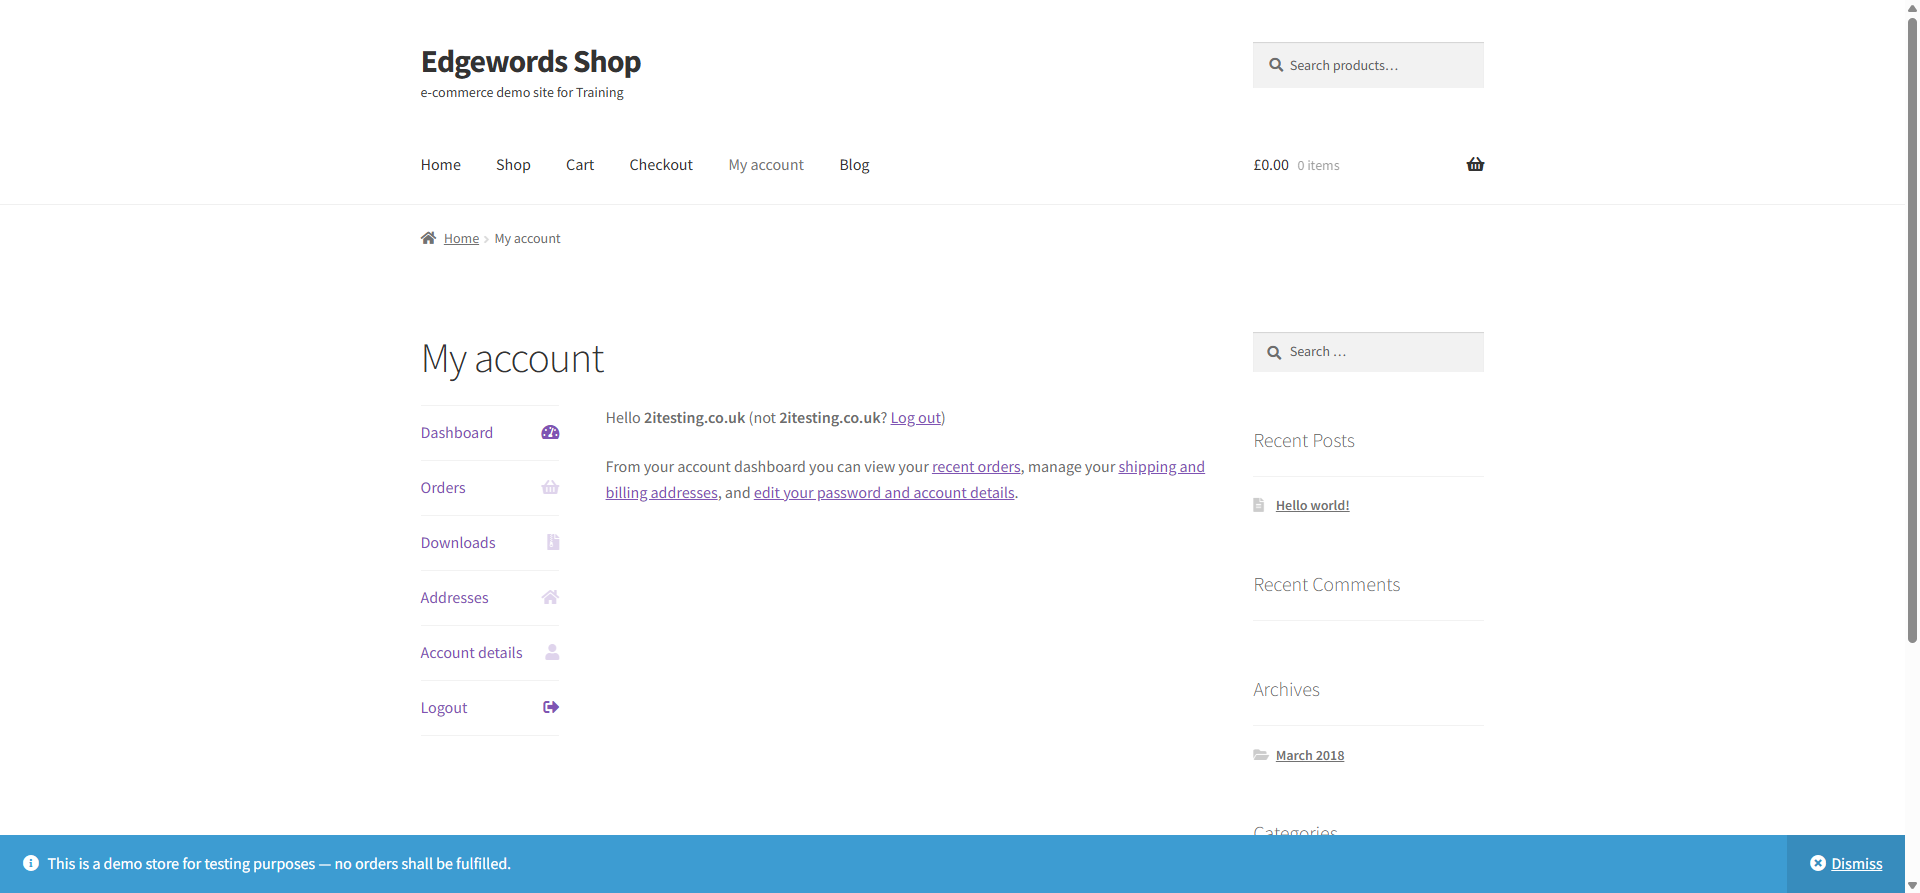 Edgewords Shop
e-commerce demo site for Training
Search products…
Home Shop Cart Checkout My account Blog
£0.00 0 items
Home My account
My account
Dashboard
Orders
Downloads
Addresses
Account details
Logout
Hello 2itesting.co.uk (not 2itesting.co.uk? Log out)
From your account dashboard you can view your recent orders, manage your shipping and
billing addresses, and edit your password and account details.
Search …
Recent Posts
Hello world!
Recent Comments
Archives
March 2018
Categories
This is a demo store for testing purposes — no orders shall be fulfilled.
Dismiss